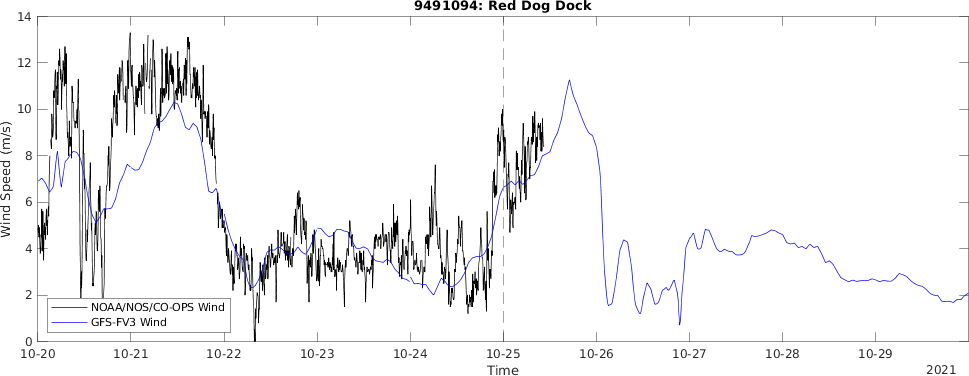 9491094: Red Dog Dock
Wind Speed (m/s)
14
12
10
8
6
4
2
0
NOAA/NOS/CO-OPS Wind
GFS-FV3 Wind
10-20 10-21 10-22 10-23 10-24 10-25 10-26 10-27 10-28 10-29
Time
2021